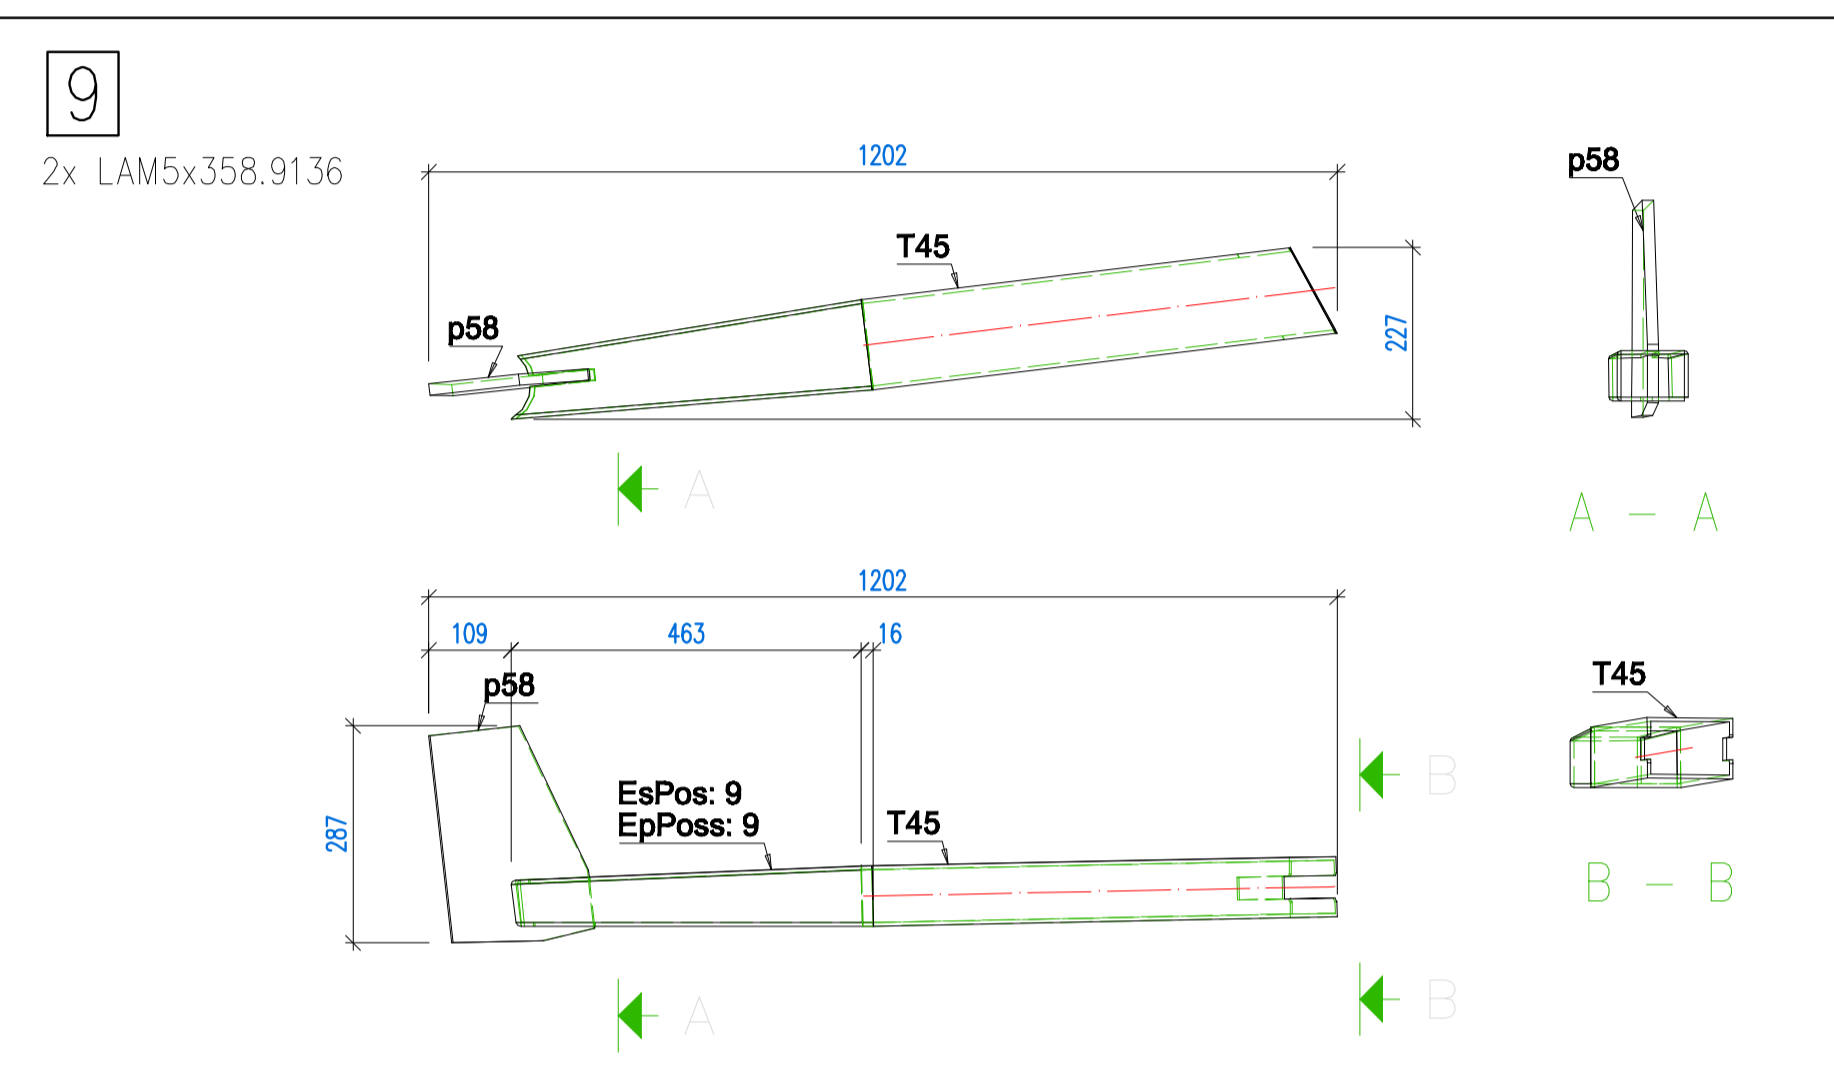 9
2x LAM5x358.9136
1202
p58
T45
p58
227
A
A - A
1202
109
463
16
p58
T45
287
EsPos: 9
EpPoss: 9
T45
B
B - B
A
B